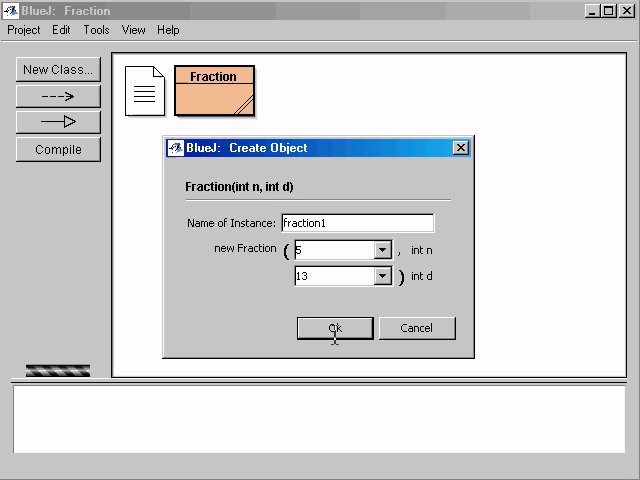 BlueJ: Fraction
Project Edit Tools View Help
New Class...
Fraction
Compile
BlueJ: Create Object
Fraction(int n, int d)
Name of Instance: fraction1
new Fraction ( 5 , int n
13 ) int d
Ok Cancel